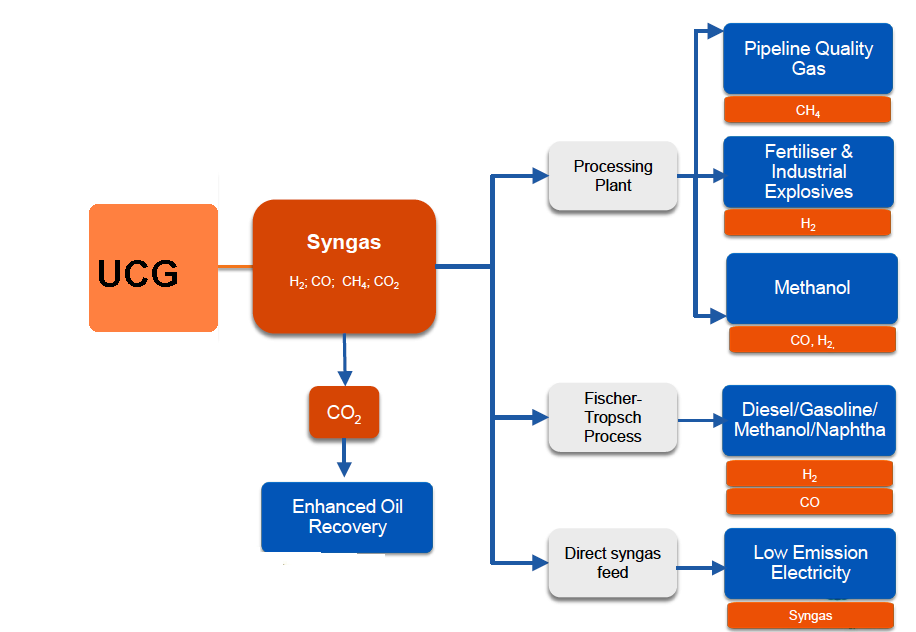 UCG
Syngas
H₂; CO; CH₄; CO₂
CO₂
Enhanced Oil
Recovery
Processing
Plant
Pipeline Quality
Gas
CH₄
Fertiliser &
Industrial
Explosives
H₂
Methanol
CO, H₂,
Fischer-
Tropsch
Process
Diesel/Gasoline/
Methanol/Naphtha
H₂
CO
Direct syngas
feed
Low Emission
Electricity
Syngas